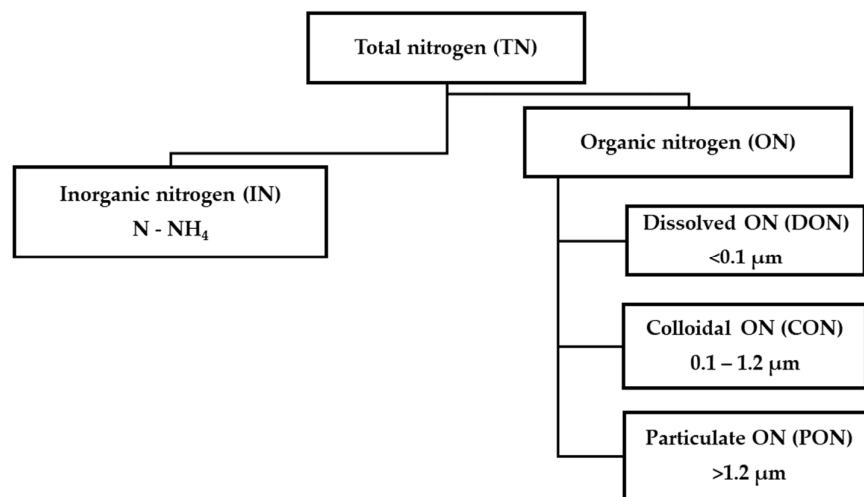 Total nitrogen (TN)
Organic nitrogen (ON)
Inorganic nitrogen (IN)
N - NH₄
Dissolved ON (DON)
<0.1 μm
Colloidal ON (CON)
0.1 – 1.2 μm
Particulate ON (PON)
>1.2 μm